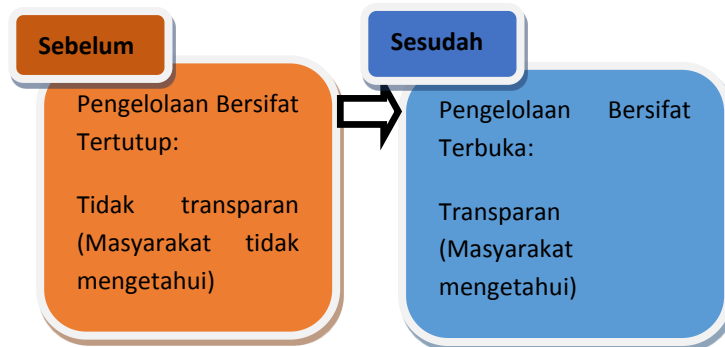 Sebelum
Pengelolaan Bersifat
Tertutup:
Tidak transparan
(Masyarakat tidak
mengetahui)
Sesudah
Pengelolaan Bersifat
Terbuka:
Transparan
(Masyarakat
mengetahui)